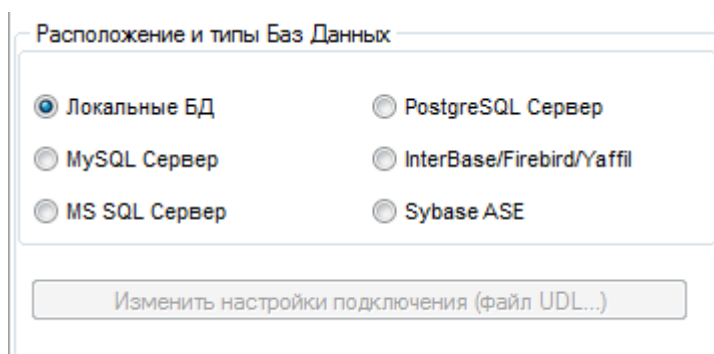 Расположение и типы Баз Данных
Локальные БД
PostgreSQL Сервер
MySQL Сервер
InterBase/Firebird/Yaffil
MS SQL Сервер
Sybase ASE
Изменить настройки подключения (файл UDL...)